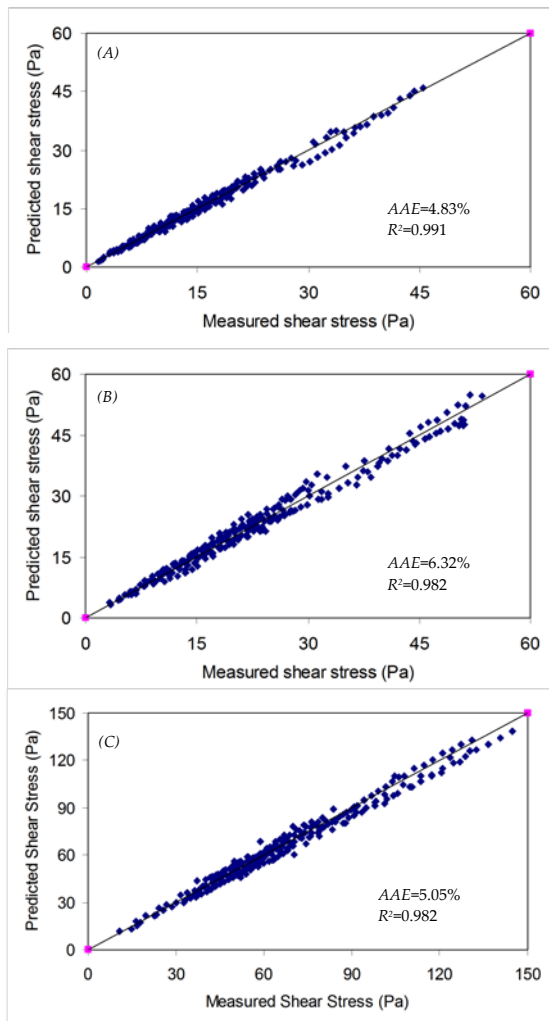 60
(A)
45
30
15
0
Predicted shear stress (Pa)
AAE=4.83%
R²=0.991
0 15 30 45 60
Measured shear stress (Pa)
60
(B)
45
30
15
0
Predicted shear stress (Pa)
AAE=6.32%
R²=0.982
0 15 30 45 60
Measured shear stress (Pa)
150
(C)
120
90
60
30
0
Predicted Shear Stress (Pa)
AAE=5.05%
R²=0.982
0 30 60 90 120 150
Measured Shear Stress (Pa)